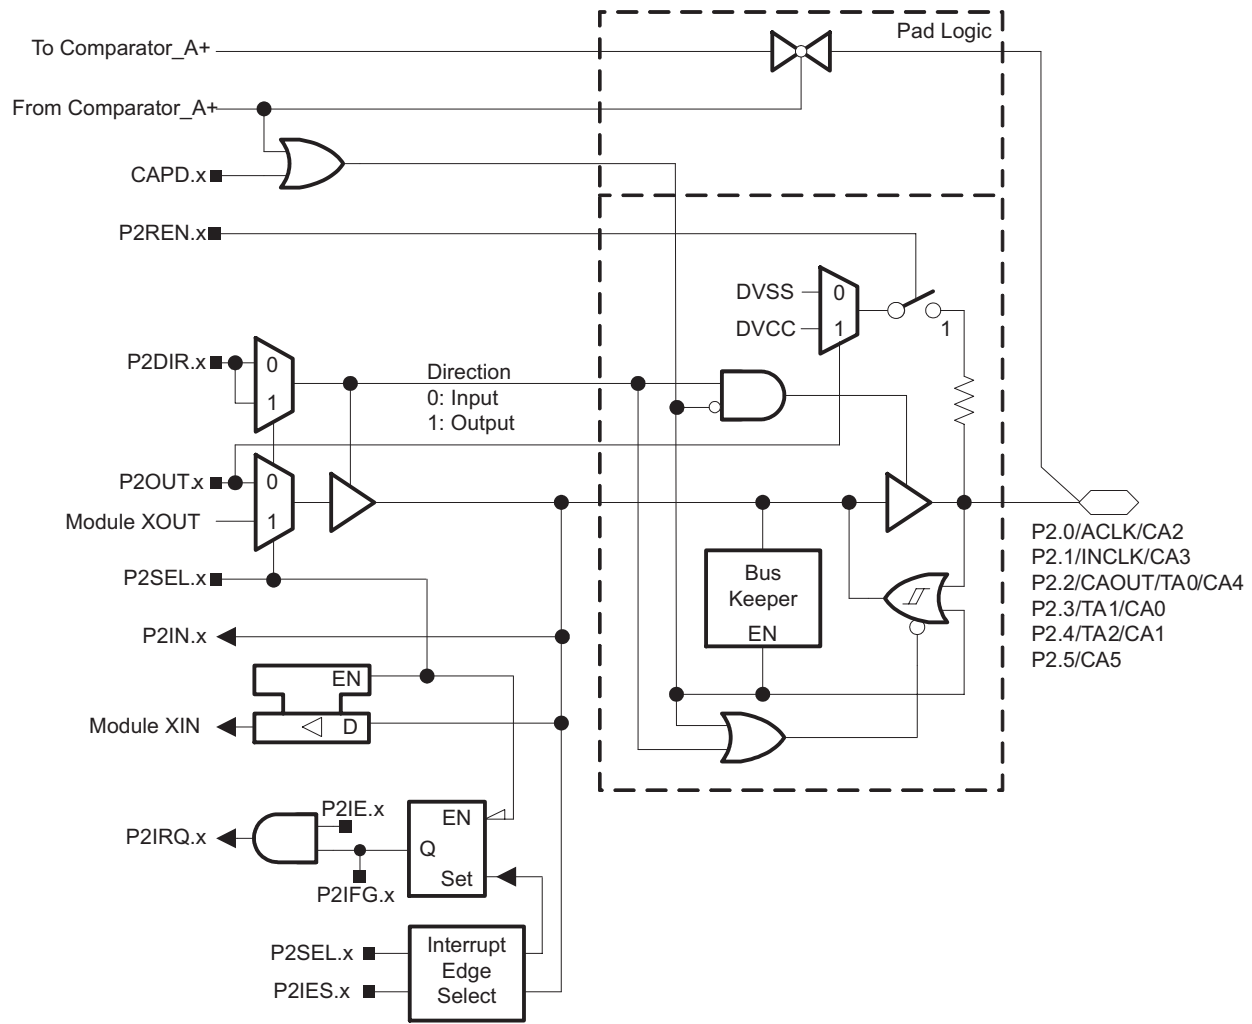 Pad Logic
To Comparator_A+
From Comparator_A+
CAPD.x
P2REN.x
DVSS
0
DVCC
1
1
P2DIR.x
0
1
Direction
0: Input
1: Output
P2OUT.x
0
Module XOUT
1
P2SEL.x
P2.0/ACLK/CA2
P2.1/INCLK/CA3
P2.2/CAOUT/TA0/CA4
P2.3/TA1/CA0
P2.4/TA2/CA1
P2.5/CA5
Bus
Keeper
EN
P2IN.x
EN
Module XIN
D
P2IE.x
P2IRQ.x
EN
Q
Set
P2IFG.x
P2SEL.x
P2IES.x
Interrupt
Edge
Select